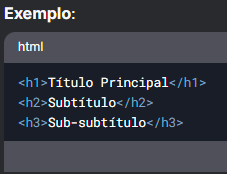 Exemplo:
html
<h1>Título Principal</h1>
<h2>Subtítulo</h2>
<h3>Sub-subtítulo</h3>